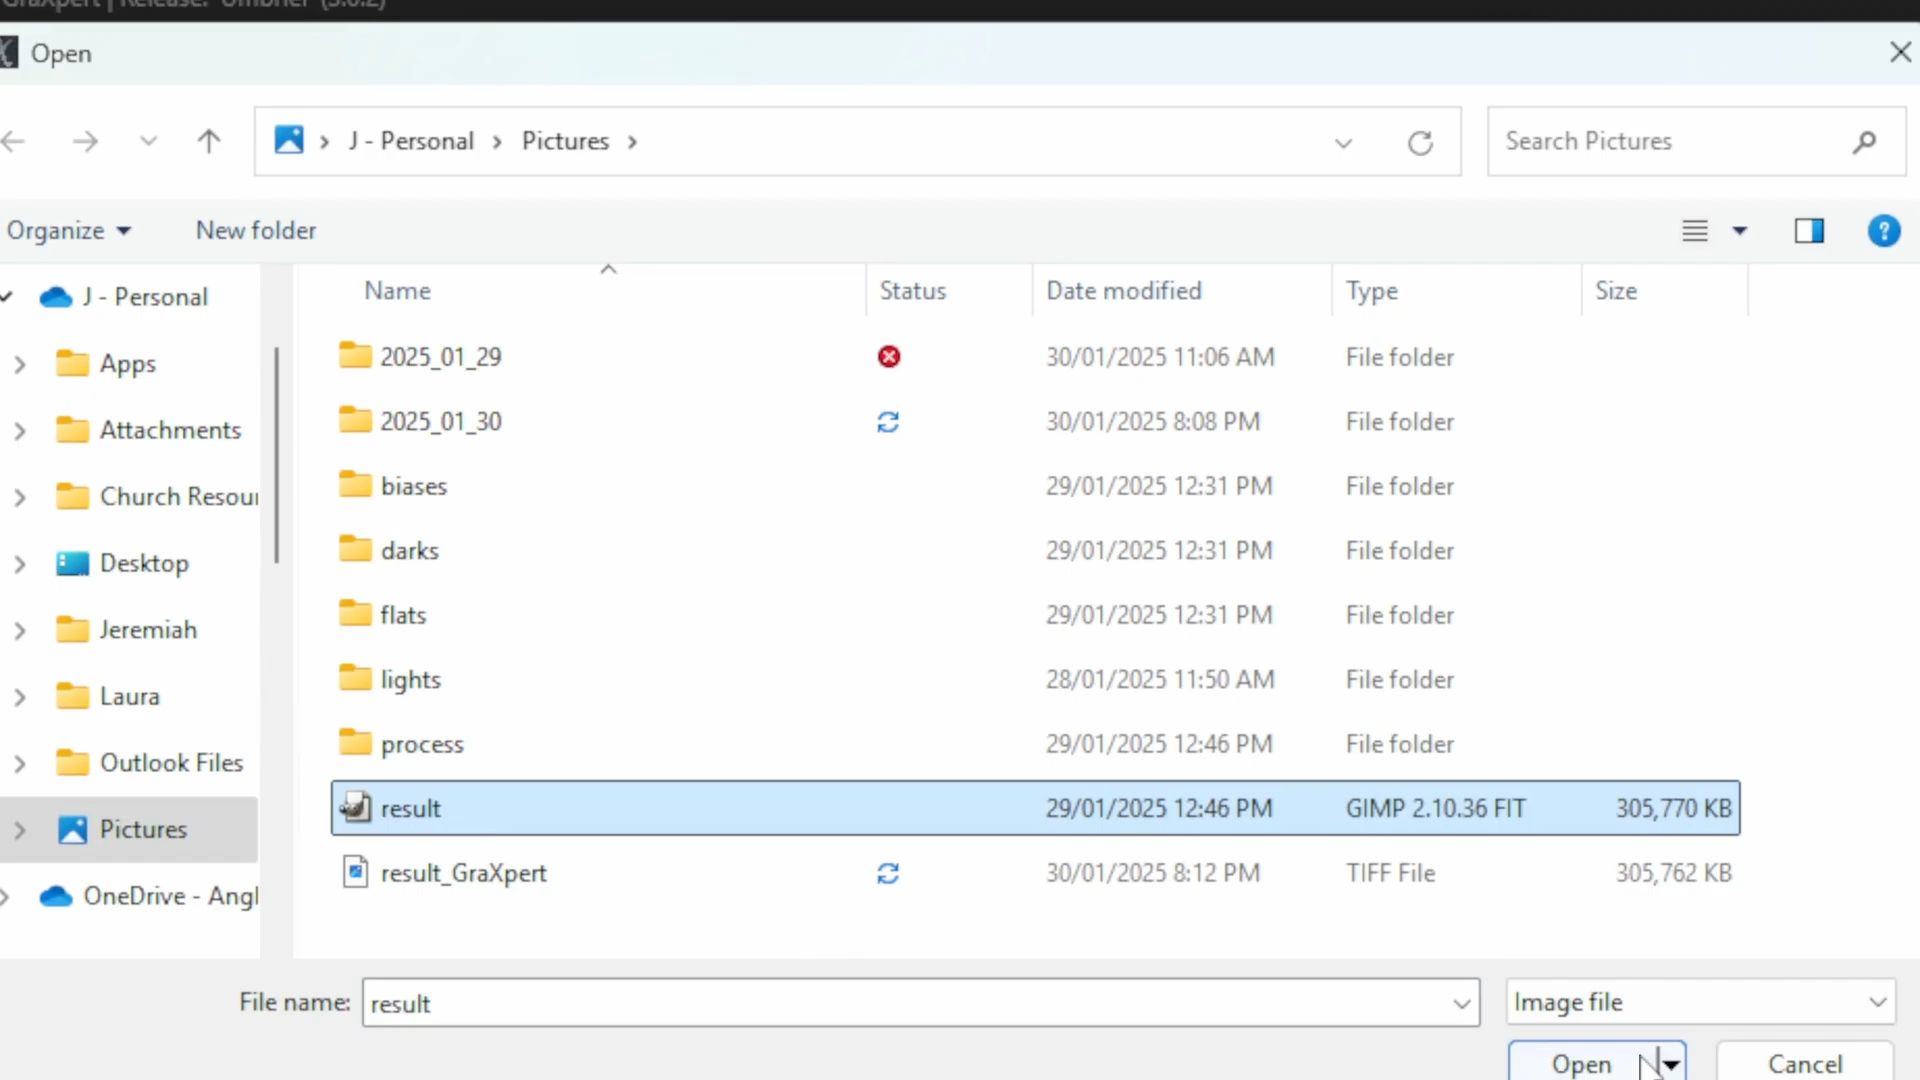 GraXpert | Release: 'Umbriel' (3.0.2)
Open
J - Personal > Pictures >
Search Pictures
Organize
New folder
Name Status Date modified Type Size
J - Personal
Apps
Attachments
Church Resour
Desktop
Jeremiah
Laura
Outlook Files
Pictures
OneDrive - Angl
2025_01_29 30/01/2025 11:06 AM File folder
2025_01_30 30/01/2025 8:08 PM File folder
biases 29/01/2025 12:31 PM File folder
darks 29/01/2025 12:31 PM File folder
flats 29/01/2025 12:31 PM File folder
lights 28/01/2025 11:50 AM File folder
process 29/01/2025 12:46 PM File folder
result 29/01/2025 12:46 PM GIMP 2.10.36 FIT 305,770 KB
result_GraXpert 30/01/2025 8:12 PM TIFF File 305,762 KB
File name: result
Image file
Open
Cancel